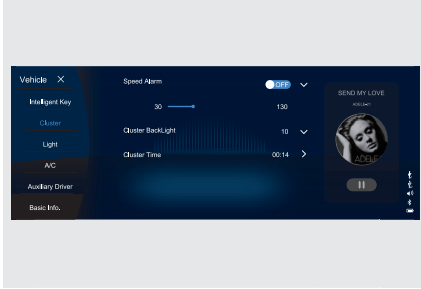 Vehicle ×
Intelligent Key
Cluster
Light
A/C
Auxiliary Driver
Basic Info.
Speed Alarm
OFF
30 130
Cluster BackLight 10
Cluster Time 00:14
SEND MY LOVE
ADELE